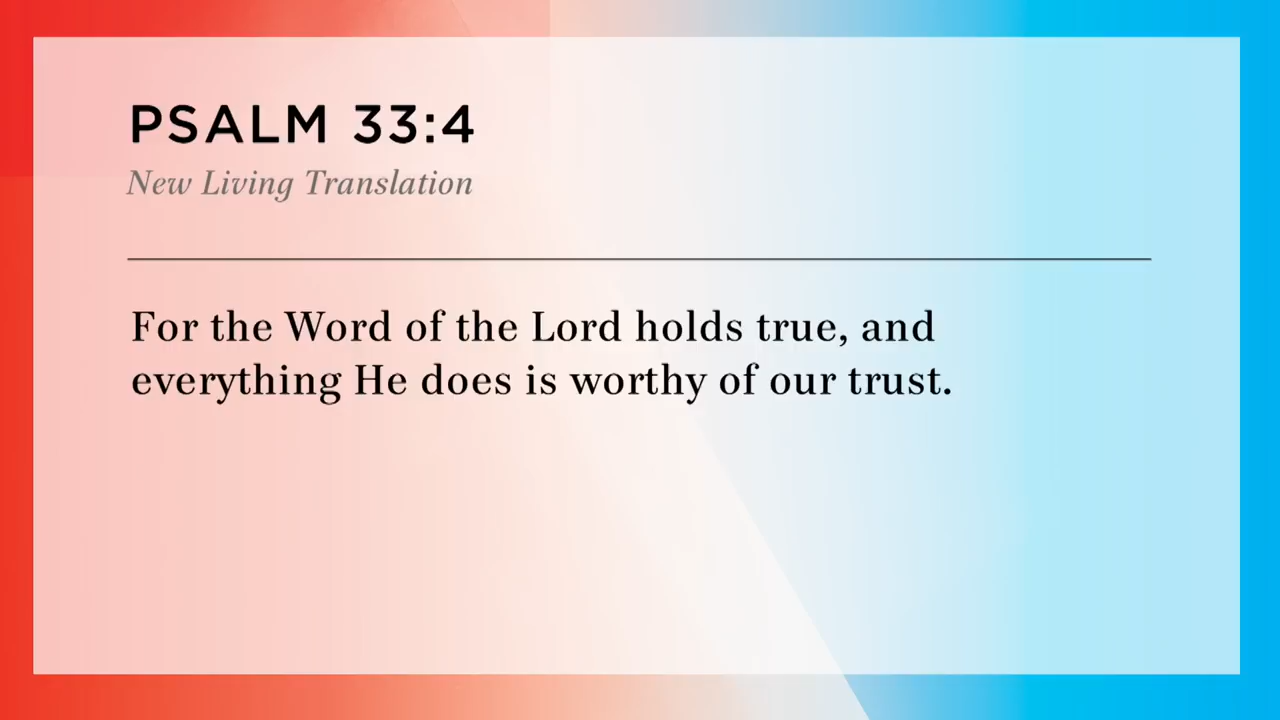 PSALM 33:4
New Living Translation
For the Word of the Lord holds true, and
everything He does is worthy of our trust.